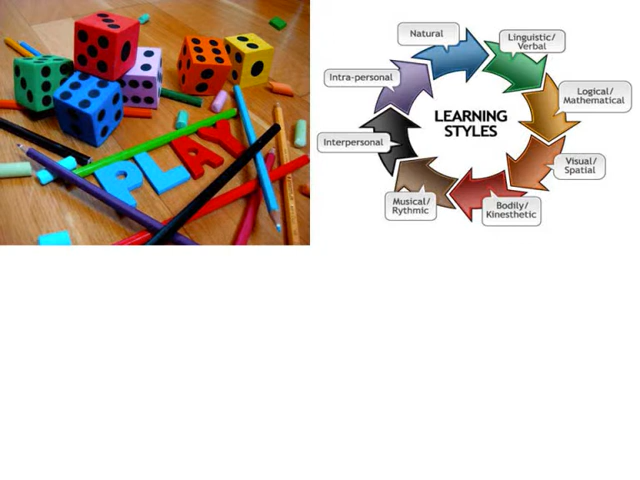 PLAY
Natural
Linguistic/
Verbal
Logical/
Mathematical
Visual/
Spatial
Bodily/
Kinesthetic
Musical/
Rythmic
Interpersonal
Intra-personal
LEARNING
STYLES